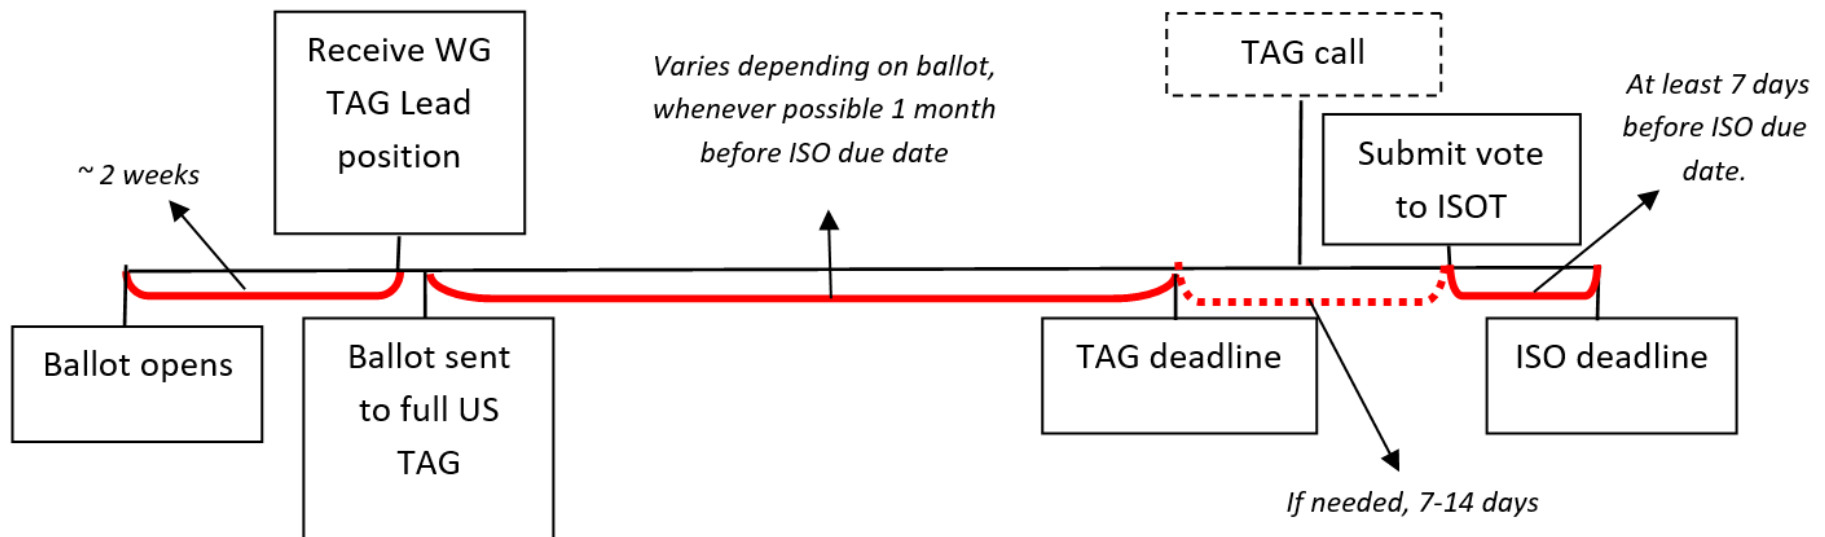 ~ 2 weeks
Receive WG
TAG Lead
position
Varies depending on ballot,
whenever possible 1 month
before ISO due date
TAG call
Submit vote
to ISOT
At least 7 days
before ISO due
date.
Ballot opens
Ballot sent
to full US
TAG
TAG deadline
ISO deadline
If needed, 7-14 days